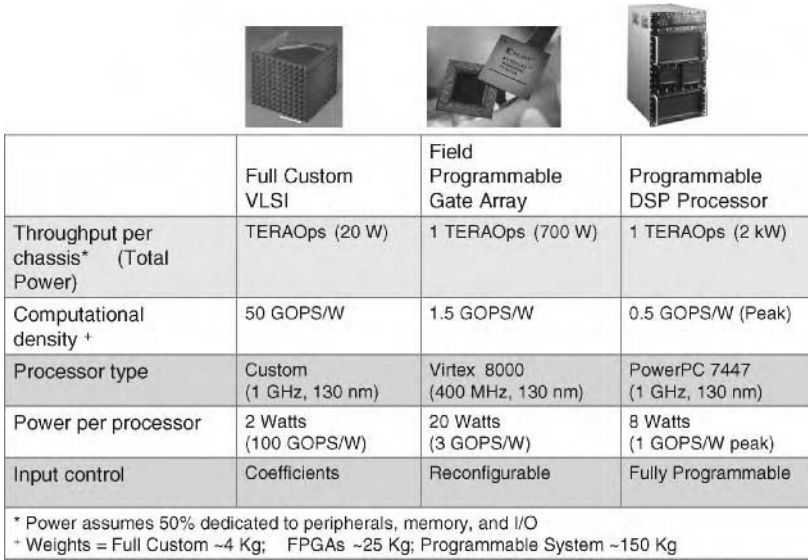 XILINX
Full Custom
VLSI
Field
Programmable
Gate Array
Programmable
DSP Processor
Throughput per
chassis* (Total
Power)
TERAOps (20 W)
1 TERAOps (700 W)
1 TERAOps (2 kW)
Computational
density +
50 GOPS/W
1.5 GOPS/W
0.5 GOPS/W (Peak)
Processor type
Custom
(1 GHz, 130 nm)
Virtex 8000
(400 MHz, 130 nm)
PowerPC 7447
(1 GHz, 130 nm)
Power per processor
2 Watts
(100 GOPS/W)
20 Watts
(3 GOPS/W)
8 Watts
(1 GOPS/W peak)
Input control
Coefficients
Reconfigurable
Fully Programmable
* Power assumes 50% dedicated to peripherals, memory, and I/O
+ Weights = Full Custom ~4 Kg; FPGAs ~25 Kg; Programmable System ~150 Kg